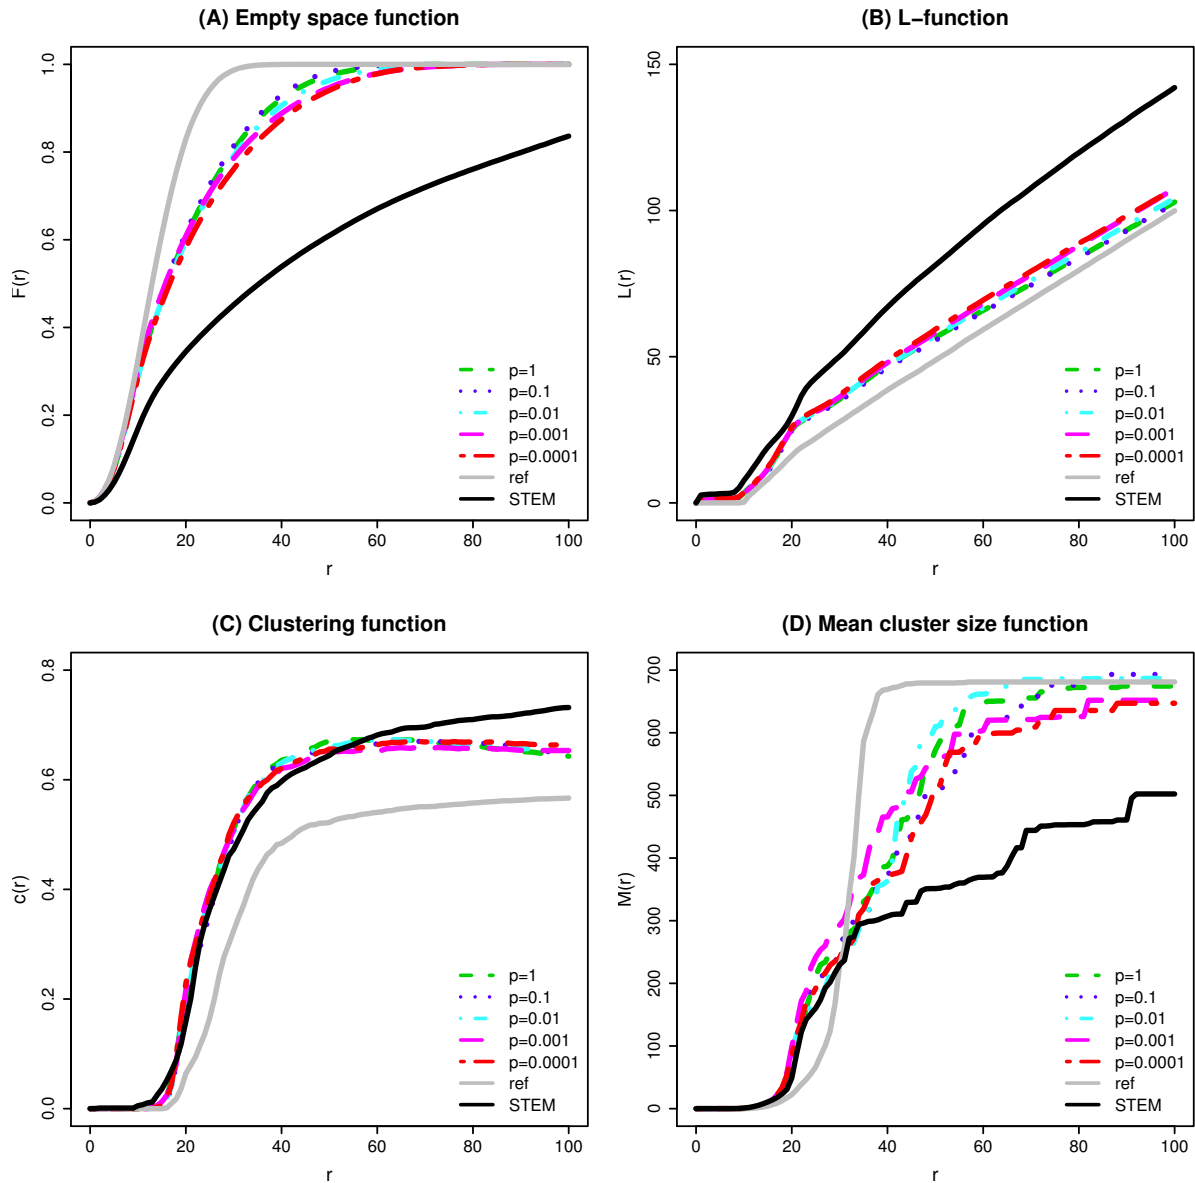 (A) Empty space function
F(r)
1.0
0.8
0.6
0.4
0.2
0.0
0 20 40 60 80 100
r
p=1
p=0.1
p=0.01
p=0.001
p=0.0001
ref
STEM
(B) L−function
L(r)
150
100
50
0
0 20 40 60 80 100
r
p=1
p=0.1
p=0.01
p=0.001
p=0.0001
ref
STEM
(C) Clustering function
c(r)
0.8
0.6
0.4
0.2
0.0
0 20 40 60 80 100
r
p=1
p=0.1
p=0.01
p=0.001
p=0.0001
ref
STEM
(D) Mean cluster size function
M(r)
700
600
500
400
300
200
100
0
0 20 40 60 80 100
r
p=1
p=0.1
p=0.01
p=0.001
p=0.0001
ref
STEM